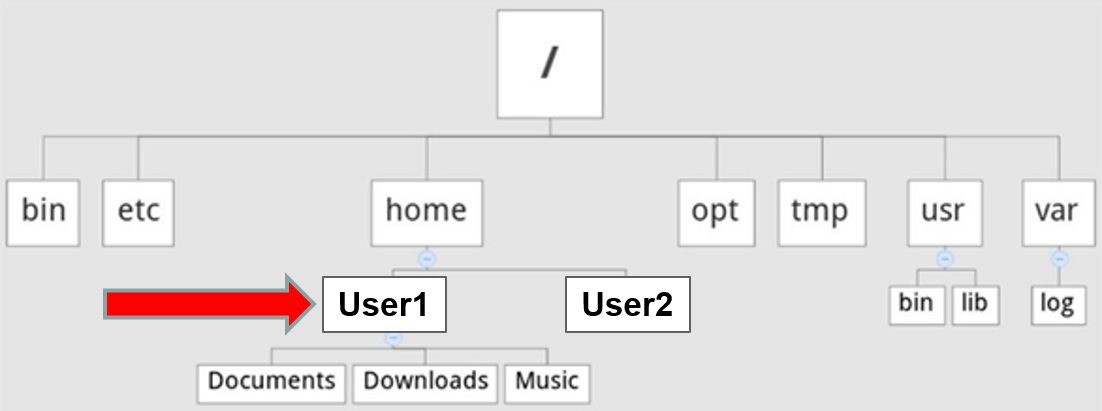 /
bin etc home opt tmp usr var
User1 User2 bin lib log
Documents Downloads Music